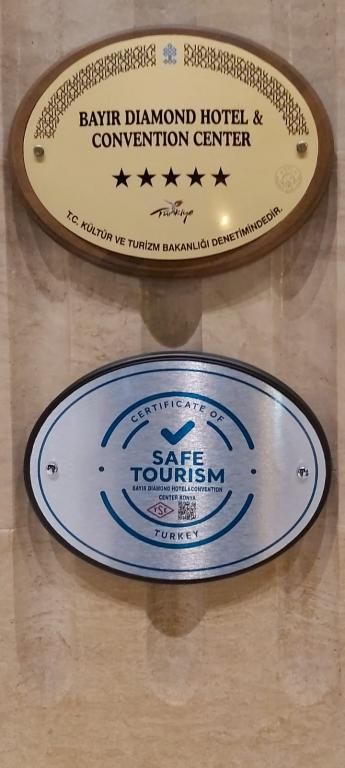 BAYIR DIAMOND HOTEL &
CONVENTION CENTER
★★★★★
Türkiye
T.C. KÜLTÜR VE TURİZM BAKANLIĞI DENETİMİNDEDİR.
CERTIFICATE OF
SAFE
TOURISM
BAYIR DIAMOND HOTEL&CONVENTION
CENTER KONYA
TSE
TURKEY